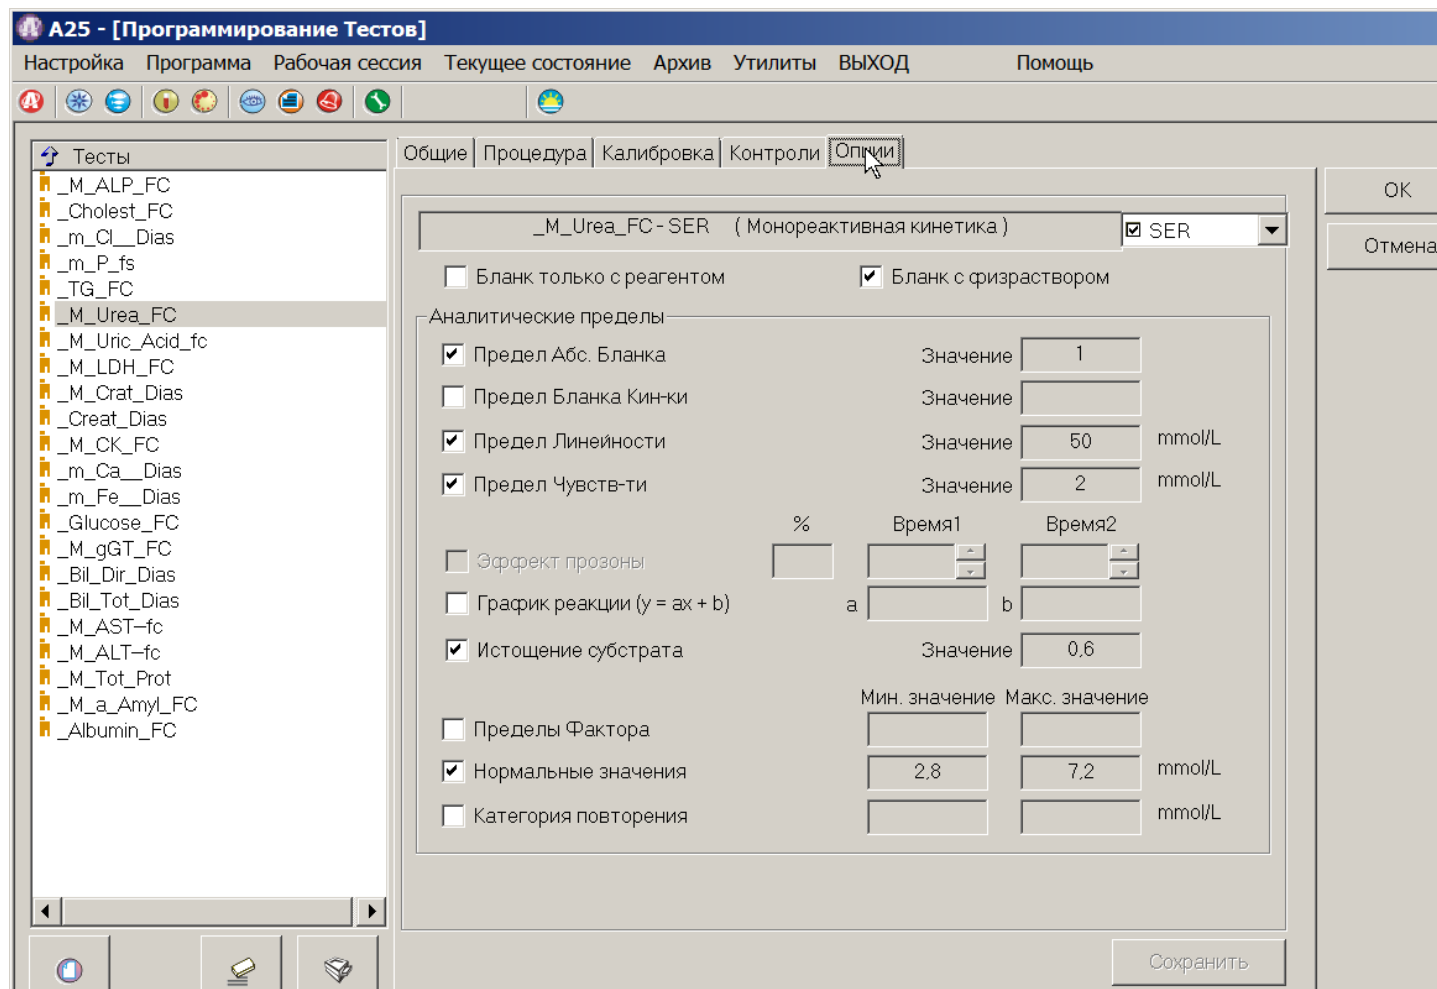 A25 - [Программирование Тестов]
Настройка Программа Рабочая сессия Текущее состояние Архив Утилиты ВЫХОД Помощь
Тесты
_M_ALP_FC
_Cholest_FC
_m_Cl__Dias
_m_P_fs
_TG_FC
_M_Urea_FC
_M_Uric_Acid_fc
_M_LDH_FC
_M_Crat_Dias
_Creat_Dias
_M_CK_FC
_m_Ca__Dias
_m_Fe__Dias
_Glucose_FC
_M_gGT_FC
_Bil_Dir_Dias
_Bil_Tot_Dias
_M_AST-fc
_M_ALT-fc
_M_Tot_Prot
_M_a_Amyl_FC
_Albumin_FC
Общие Процедура Калибровка Контроли Опции
_M_Urea_FC - SER ( Монореактивная кинетика ) SER
Бланк только с реагентом Бланк с физраствором
Аналитические пределы
Предел Абс. Бланка Значение 1
Предел Бланка Кин-ки Значение
Предел Линейности Значение 50 mmol/L
Предел Чувств-ти Значение 2 mmol/L
% Время1 Время2
Эффект прозоны
График реакции (y = ax + b) a b
Истощение субстрата Значение 0,6
Мин. значение Макс. значение
Пределы Фактора
Нормальные значения 2,8 7,2 mmol/L
Категория повторения mmol/L
Сохранить
OK
Отмена